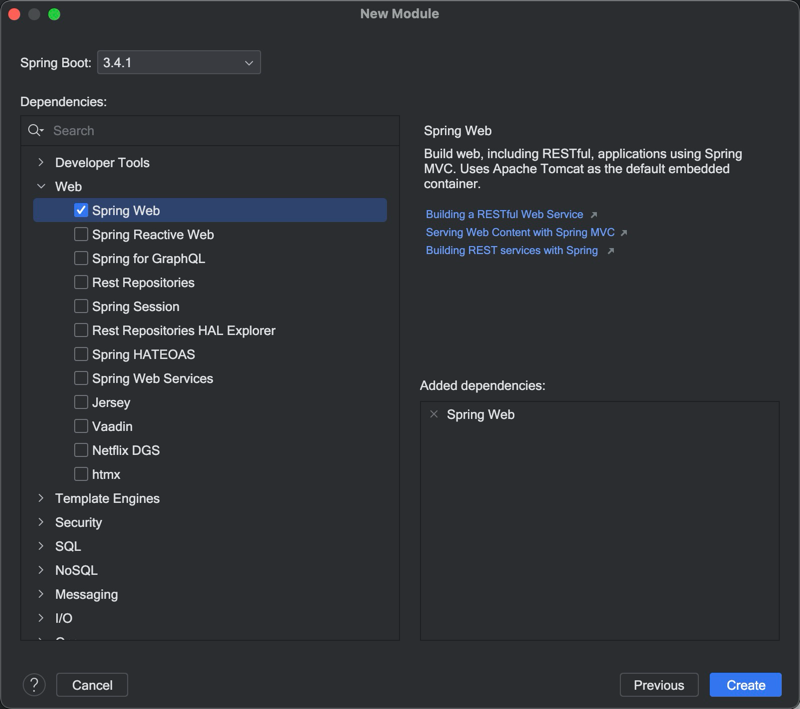 New Module
Spring Boot: 3.4.1
Dependencies:
Search
Developer Tools
Web
Spring Web
Spring Reactive Web
Spring for GraphQL
Rest Repositories
Spring Session
Rest Repositories HAL Explorer
Spring HATEOAS
Spring Web Services
Jersey
Vaadin
Netflix DGS
htmx
Template Engines
Security
SQL
NoSQL
Messaging
I/O
Spring Web
Build web, including RESTful, applications using Spring
MVC. Uses Apache Tomcat as the default embedded
container.
Building a RESTful Web Service
Serving Web Content with Spring MVC
Building REST services with Spring
Added dependencies:
Spring Web
?
Cancel
Previous
Create